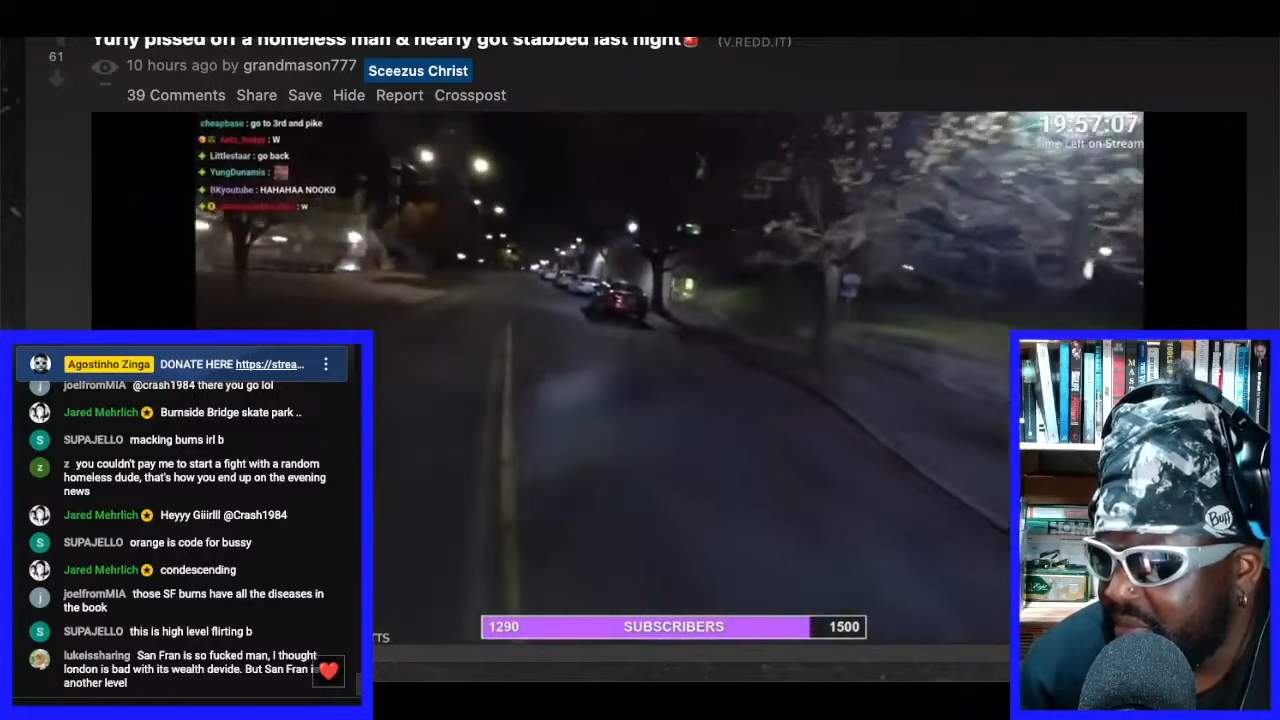 Yurly pissed off a homeless man & nearly got stabbed last night🚨 (V.REDD.IT)
61
10 hours ago by grandmason777 Sceezus Christ
39 Comments Share Save Hide Report Crosspost
cheapbase : go to 3rd and pike
: W
Littlestaar : go back
YungDunamis :
BKyoutube : HAHAHAA NOOKO
: w
19:57:07
Time Left on Stream
1290 SUBSCRIBERS 1500
Agostinho Zinga DONATE HERE https://strea...
joelfromMIA @crash1984 there you go lol
Jared Mehrlich Burnside Bridge skate park ..
SUPAJELLO macking bums irl b
z you couldn't pay me to start a fight with a random
homeless dude, that's how you end up on the evening
news
Jared Mehrlich Heyyy Giiirlll @Crash1984
SUPAJELLO orange is code for bussy
Jared Mehrlich condescending
joelfromMIA those SF bums have all the diseases in
the book
SUPAJELLO this is high level flirting b
lukeissharing San Fran is so fucked man, I thought
london is bad with its wealth devide. But San Fran is
another level
BUFF